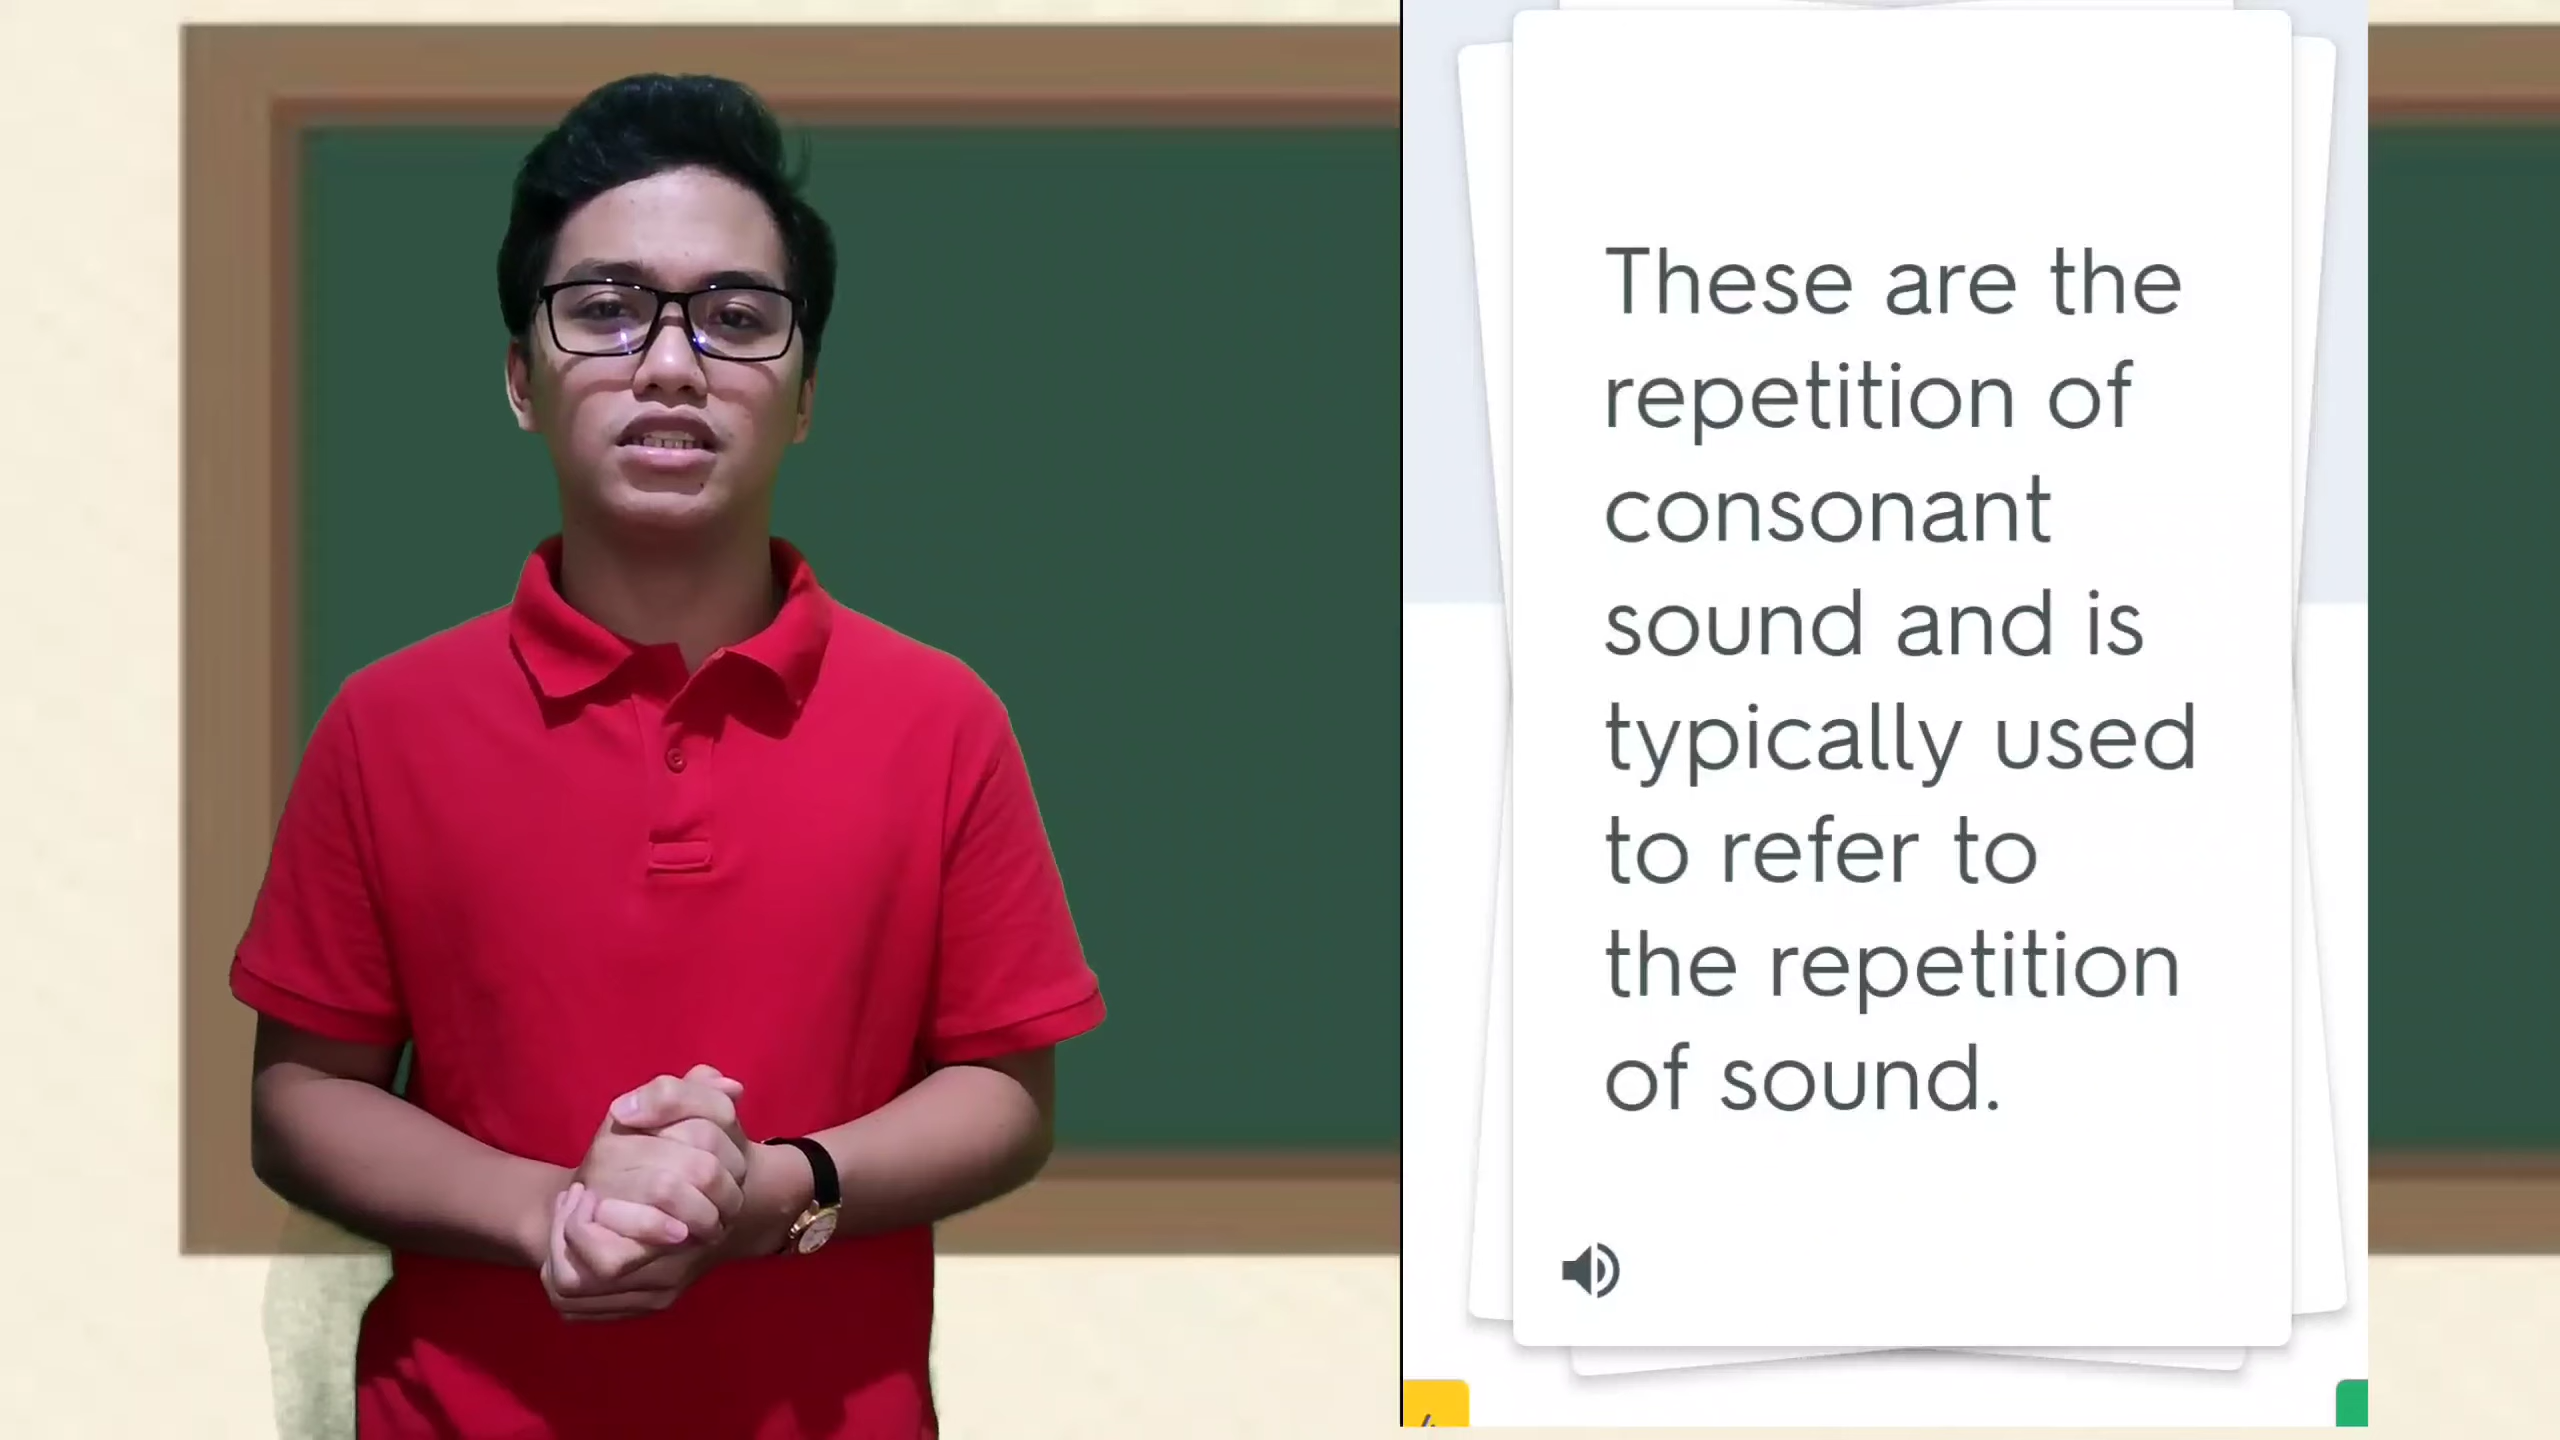 These are the
repetition of
consonant
sound and is
typically used
to refer to
the repetition
of sound.